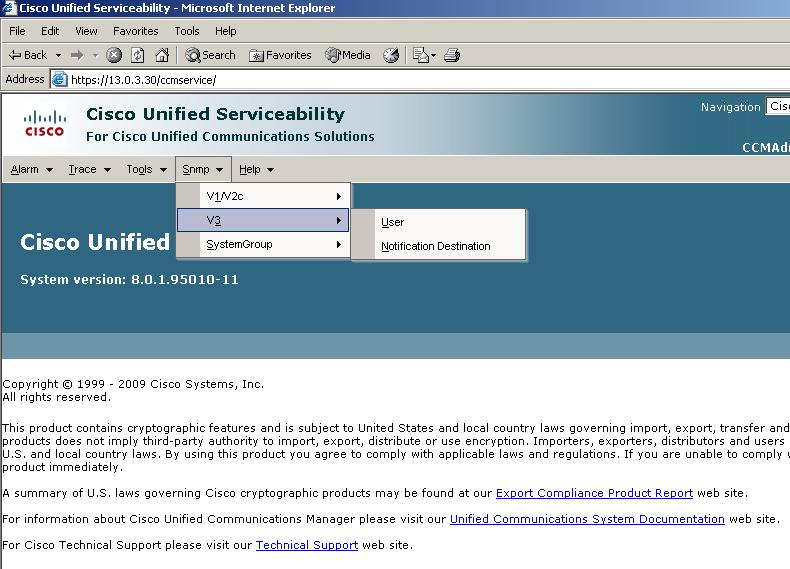 Cisco Unified Serviceability - Microsoft Internet Explorer
File Edit View Favorites Tools Help
Back Search Favorites Media
Address https://13.0.3.30/ccmservice/
CISCO
Cisco Unified Serviceability
For Cisco Unified Communications Solutions
Navigation Cis
CCMAd
Alarm Trace Tools Snmp Help
V1/V2c
V3
SystemGroup
User
Notification Destination
Cisco Unified
System version: 8.0.1.95010-11
Copyright © 1999 - 2009 Cisco Systems, Inc.
All rights reserved.
This product contains cryptographic features and is subject to United States and local country laws governing import, export, transfer and
products does not imply third-party authority to import, export, distribute or use encryption. Importers, exporters, distributors and users
U.S. and local country laws. By using this product you agree to comply with applicable laws and regulations. If you are unable to comply
product immediately.
A summary of U.S. laws governing Cisco cryptographic products may be found at our Export Compliance Product Report web site.
For information about Cisco Unified Communications Manager please visit our Unified Communications System Documentation web site.
For Cisco Technical Support please visit our Technical Support web site.